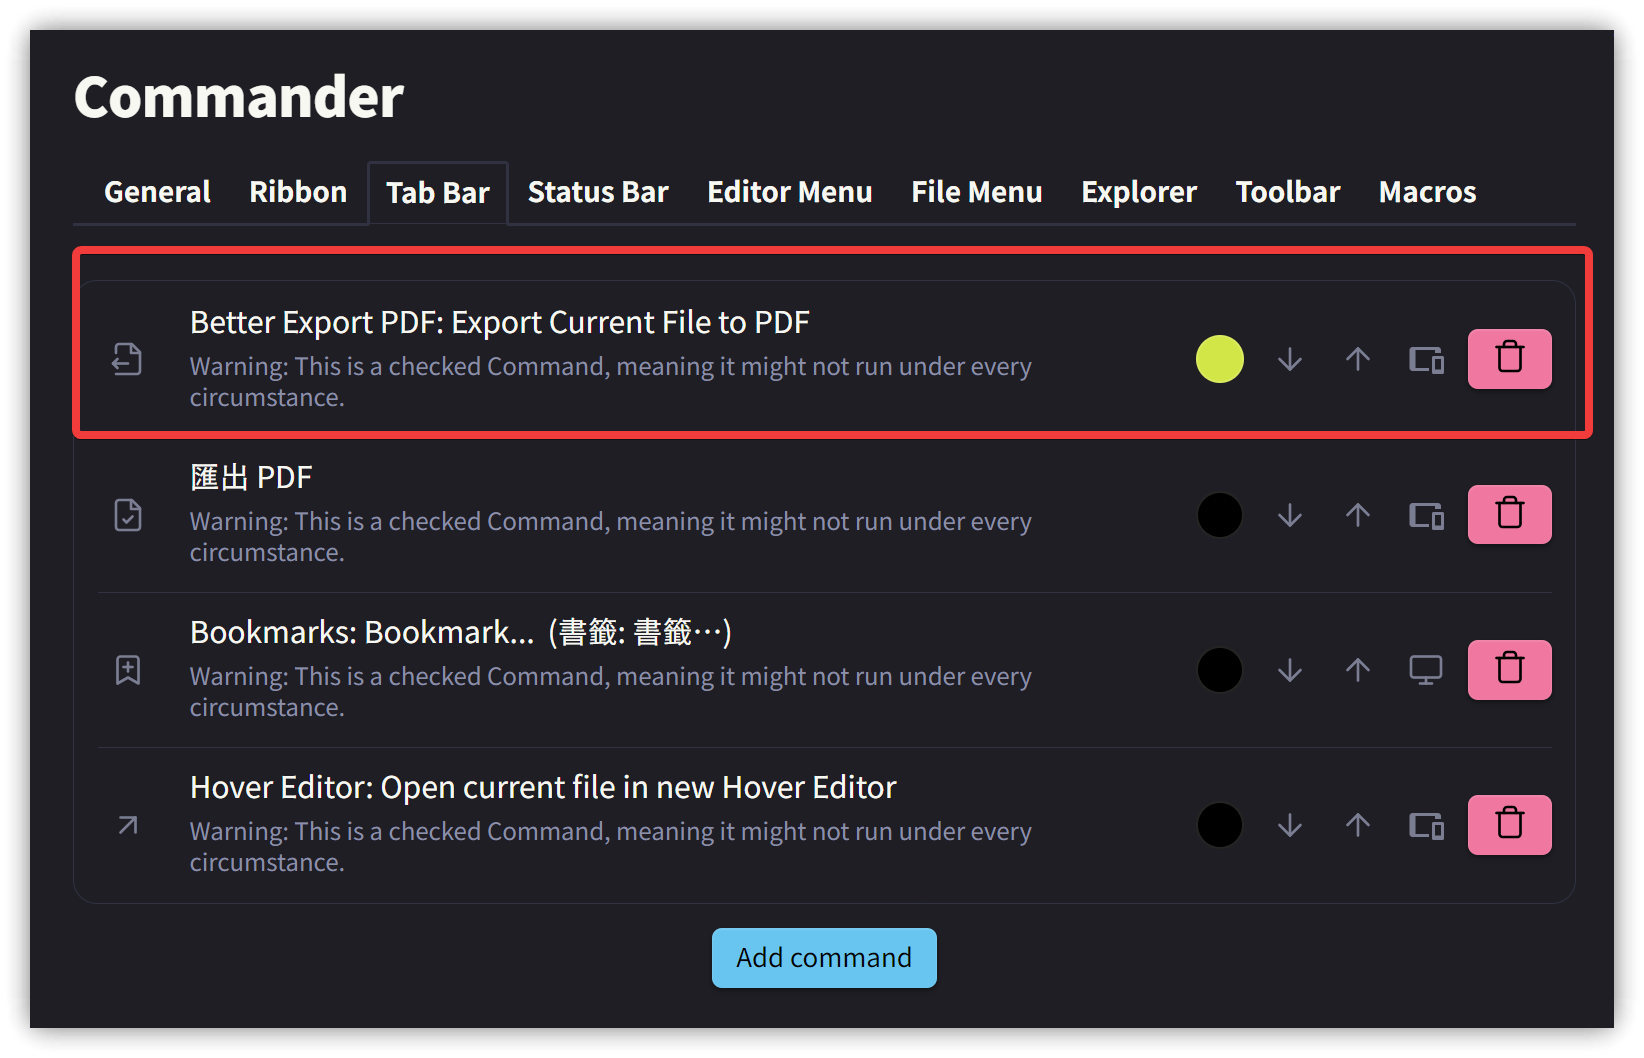 Commander
General Ribbon Tab Bar Status Bar Editor Menu File Menu Explorer Toolbar Macros
Better Export PDF: Export Current File to PDF
Warning: This is a checked Command, meaning it might not run under every
circumstance.
匯出 PDF
Warning: This is a checked Command, meaning it might not run under every
circumstance.
Bookmarks: Bookmark... (書籤: 書籤⋯)
Warning: This is a checked Command, meaning it might not run under every
circumstance.
Hover Editor: Open current file in new Hover Editor
Warning: This is a checked Command, meaning it might not run under every
circumstance.
Add command